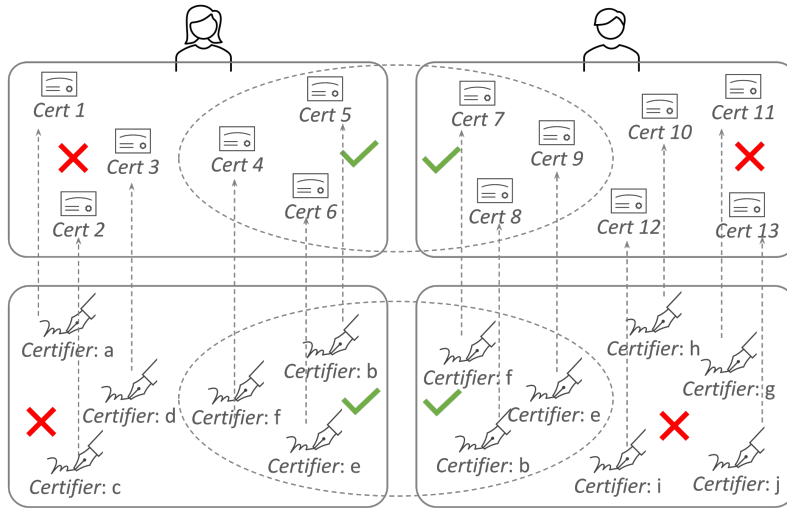 Cert 1
Cert 2
Cert 3
Cert 4
Cert 5
Cert 6
Cert 7
Cert 8
Cert 9
Cert 10
Cert 11
Cert 12
Cert 13
Certifier: a
Certifier: d
Certifier: c
Certifier: f
Certifier: b
Certifier: e
Certifier: f
Certifier: b
Certifier: e
Certifier: h
Certifier: g
Certifier: i
Certifier: j